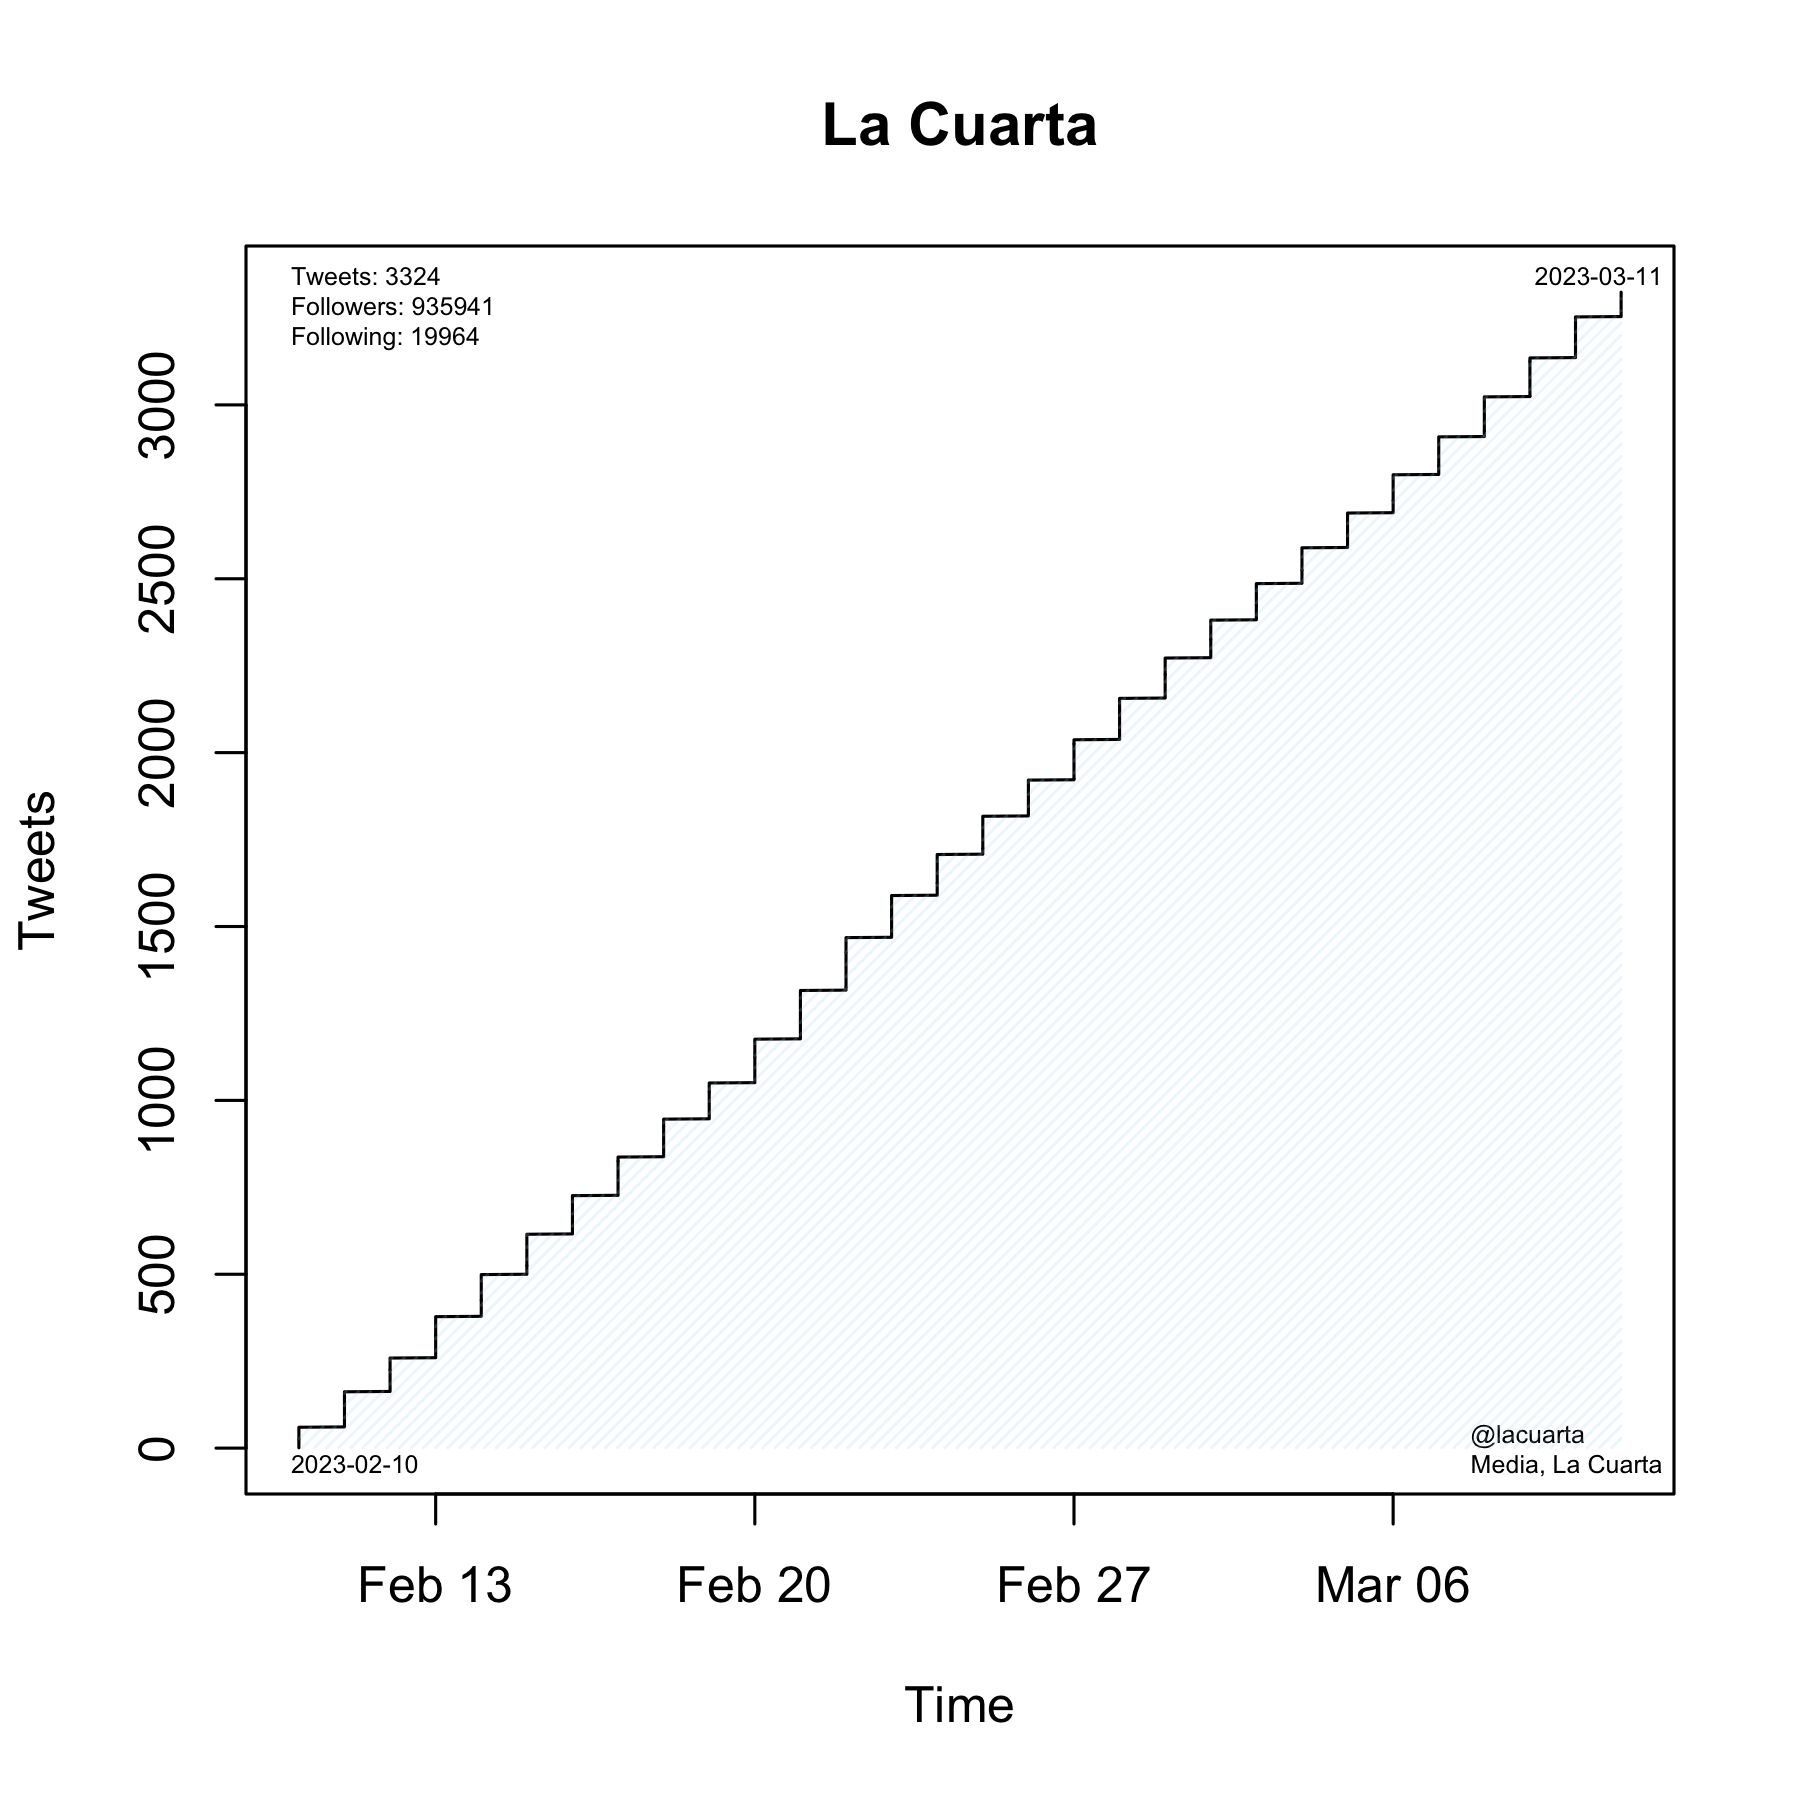 La Cuarta
Tweets: 3324
Followers: 935941
Following: 19964
2023-03-11
Tweets
3000
2500
2000
1500
1000
500
0
2023-02-10
@lacuarta
Media, La Cuarta
Feb 13
Feb 20
Feb 27
Mar 06
Time